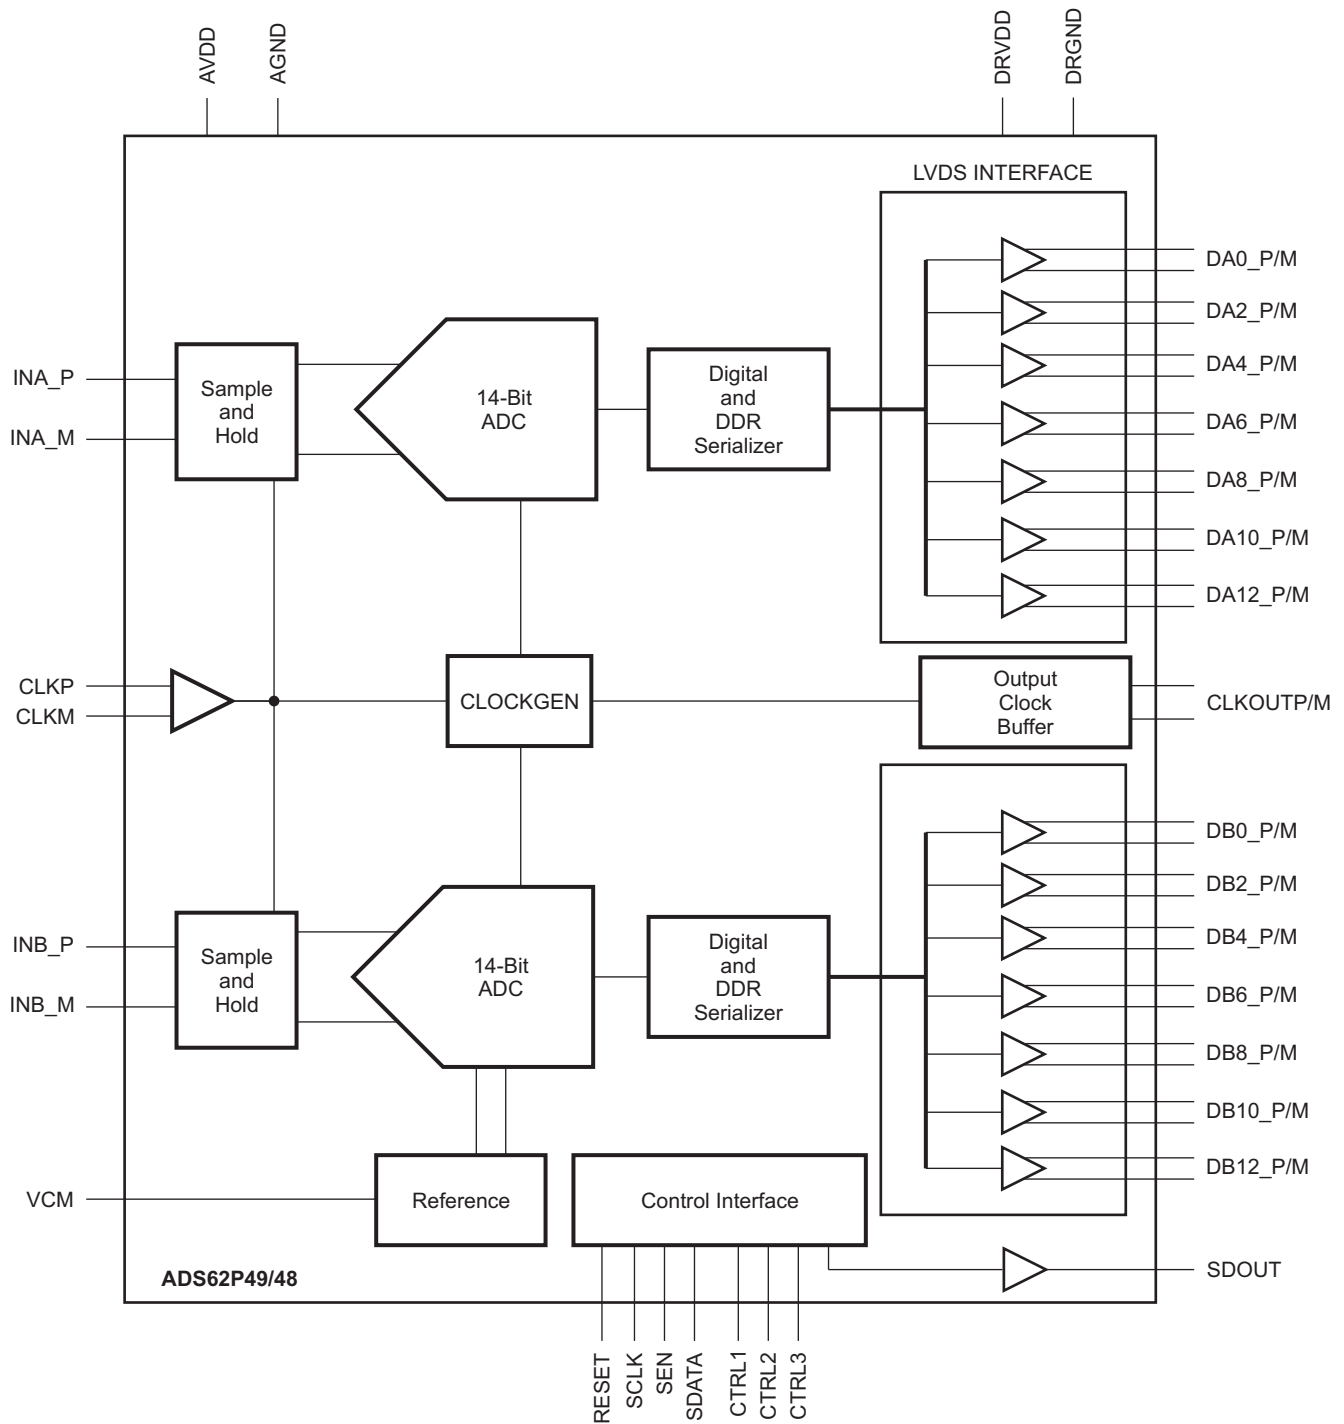 AVDD
AGND
DRVDD
DRGND
LVDS INTERFACE
DA0_P/M
DA2_P/M
DA4_P/M
DA6_P/M
DA8_P/M
DA10_P/M
DA12_P/M
INA_P
INA_M
Sample
and
Hold
14-Bit
ADC
Digital
and
DDR
Serializer
CLKP
CLKM
CLOCKGEN
Output
Clock
Buffer
CLKOUTP/M
INB_P
INB_M
Sample
and
Hold
14-Bit
ADC
Digital
and
DDR
Serializer
DB0_P/M
DB2_P/M
DB4_P/M
DB6_P/M
DB8_P/M
DB10_P/M
DB12_P/M
VCM
Reference
Control Interface
SDOUT
ADS62P49/48
RESET
SCLK
SEN
SDATA
CTRL1
CTRL2
CTRL3